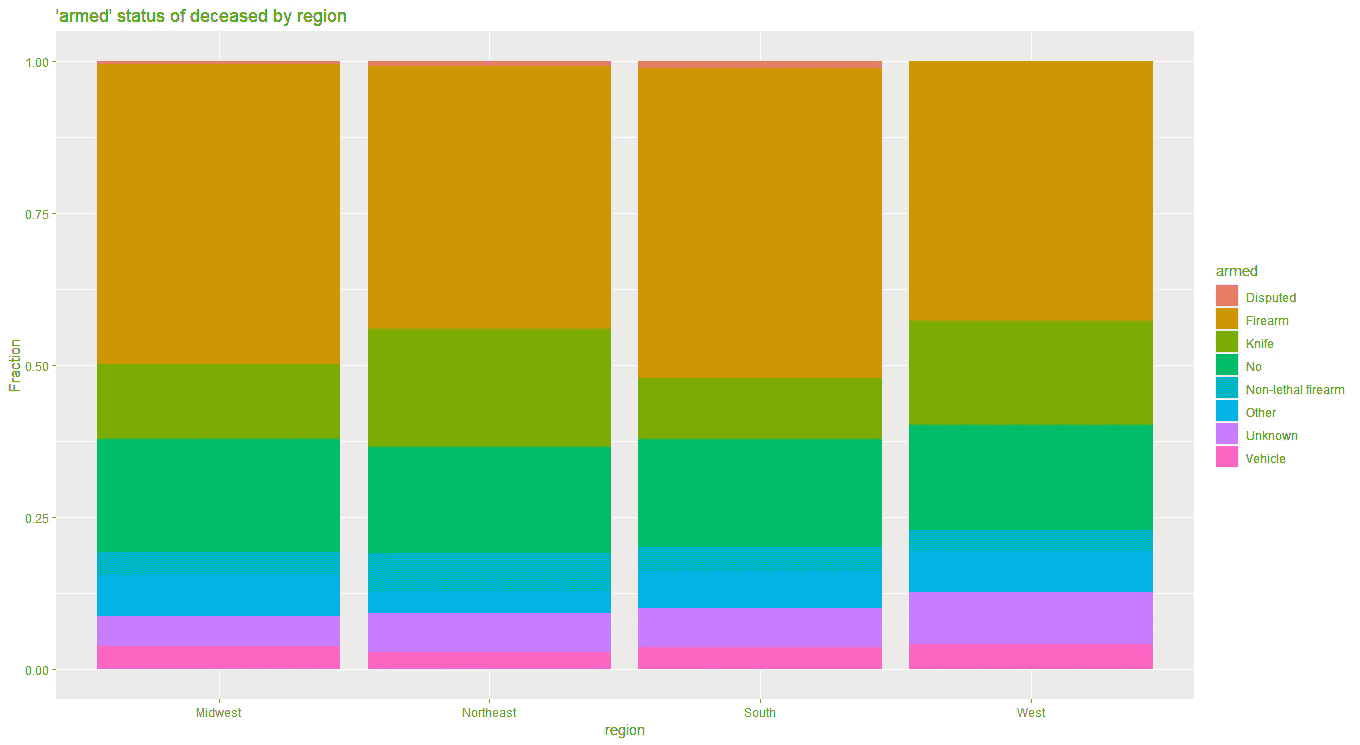 'armed' status of deceased by region
1.00
0.75
0.50
0.25
0.00
Fraction
Midwest Northeast South West
region
armed
Disputed
Firearm
Knife
No
Non-lethal firearm
Other
Unknown
Vehicle